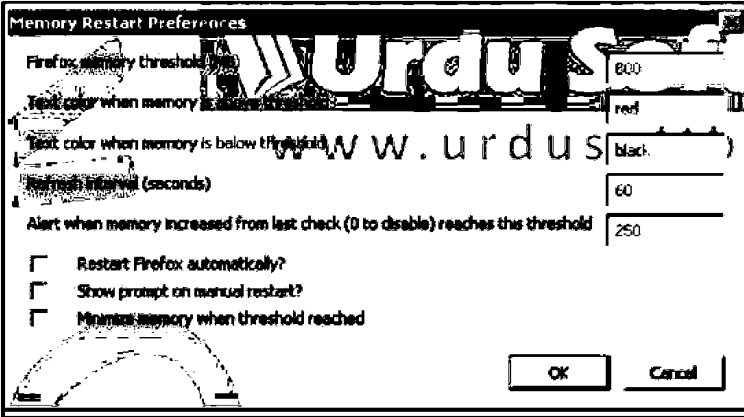 Memory Restart Preferences
Firefox memory threshold
800
Text color when memory is above threshold
red
Text color when memory is below threshold
black
Refresh interval (seconds)
60
Alert when memory increased from last check (0 to disable) reaches this threshold
250
Restart Firefox automatically?
Show prompt on manual restart?
Minimize memory when threshold reached
OK Cancel
Urdu
www.urdus